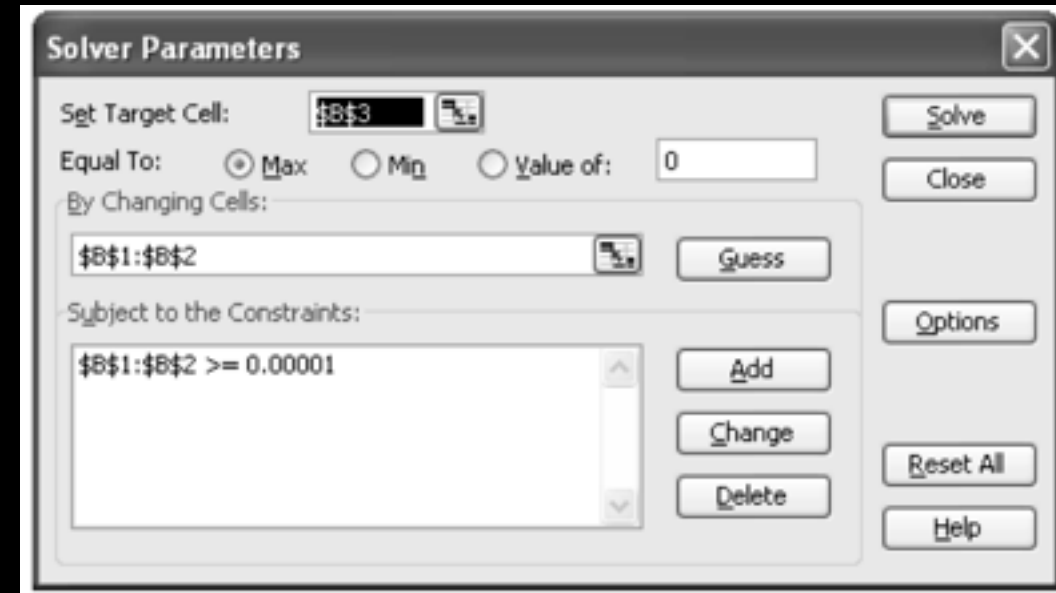 Solver Parameters
Set Target Cell: $B$3
Solve
Equal To: Max Min Value of: 0
Close
By Changing Cells:
$B$1:$B$2
Guess
Subject to the Constraints:
Options
$B$1:$B$2 >= 0.00001
Add
Change
Reset All
Delete
Help